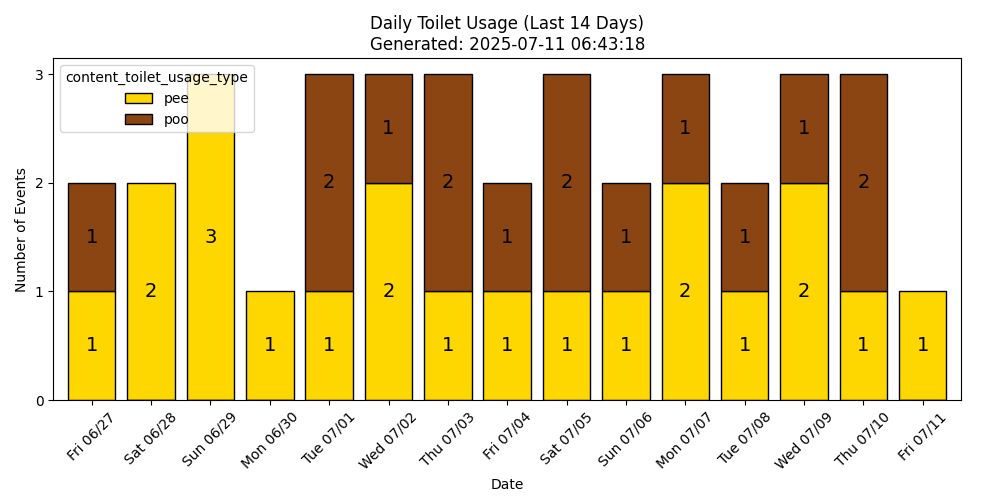 Daily Toilet Usage (Last 14 Days)
Generated: 2025-07-11 06:43:18
content_toilet_usage_type
pee
poo
Number of Events
3
2
1
0
1
1
2
3
1
2
1
1
2
2
1
1
1
2
1
1
1
1
2
1
1
1
2
2
1
1
Fri 06/27
Sat 06/28
Sun 06/29
Mon 06/30
Tue 07/01
Wed 07/02
Thu 07/03
Fri 07/04
Sat 07/05
Sun 07/06
Mon 07/07
Tue 07/08
Wed 07/09
Thu 07/10
Fri 07/11
Date